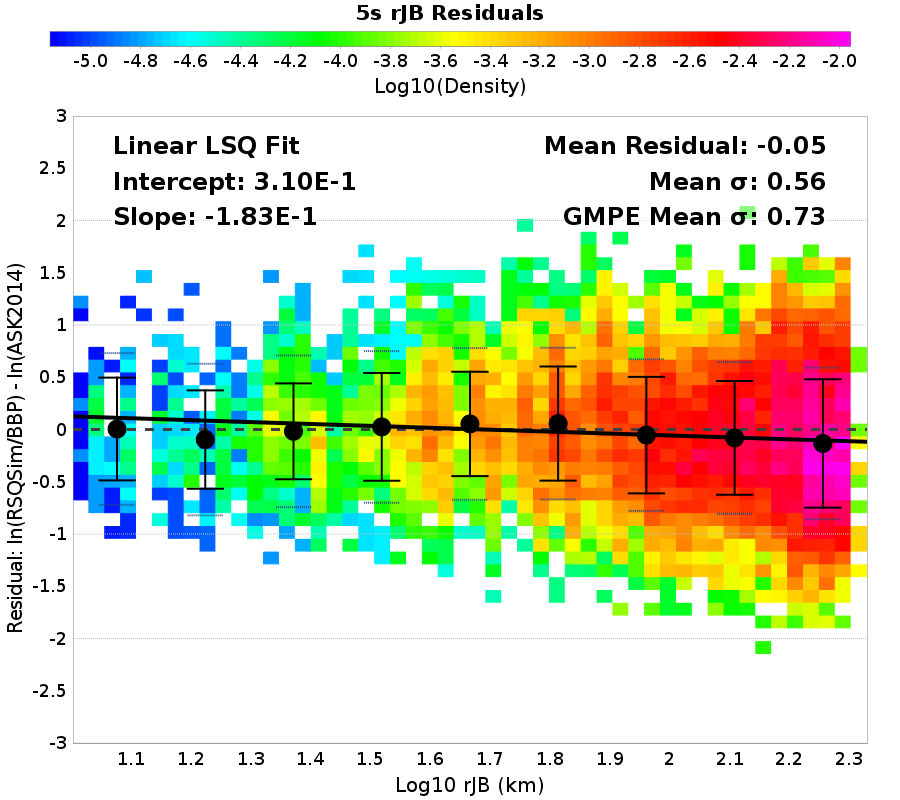 5s rJB Residuals
-5.0 -4.8 -4.6 -4.4 -4.2 -4.0 -3.8 -3.6 -3.4 -3.2 -3.0 -2.8 -2.6 -2.4 -2.2 -2.0
Log10(Density)
Linear LSQ Fit
Intercept: 3.10E-1
Slope: -1.83E-1
Mean Residual: -0.05
Mean σ: 0.56
GMPE Mean σ: 0.73
Residual: ln(RSQSim/BBP) - ln(ASK2014)
3
2.5
2
1.5
1
0.5
0
-0.5
-1
-1.5
-2
-2.5
-3
1.1 1.2 1.3 1.4 1.5 1.6 1.7 1.8 1.9 2 2.1 2.2 2.3
Log10 rJB (km)